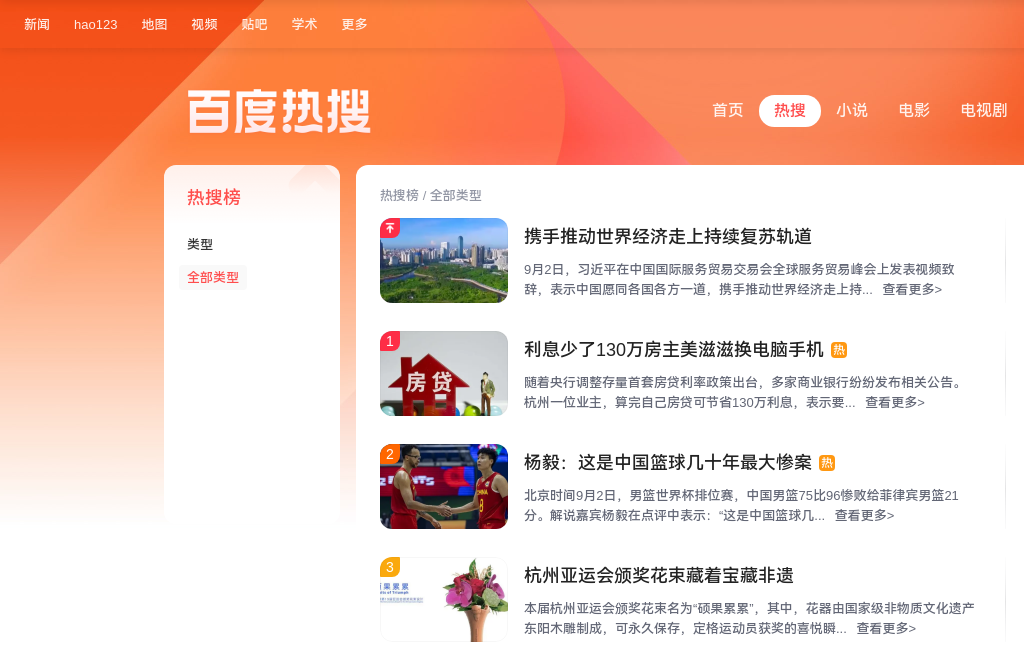 新闻 hao123 地图 视频 贴吧 学术 更多
百度热搜
首页 热搜 小说 电影 电视剧
热搜榜
类型
全部类型
热搜榜 / 全部类型
携手推动世界经济走上持续复苏轨道
9月2日，习近平在中国国际服务贸易交易会全球服务贸易峰会上发表视频致
辞，表示中国愿同各国各方一道，携手推动世界经济走上持... 查看更多>
1
房贷
利息少了130万房主美滋滋换电脑手机 热
随着央行调整存量首套房贷利率政策出台，多家商业银行纷纷发布相关公告。
杭州一位业主，算完自己房贷可节省130万利息，表示要... 查看更多>
2
杨毅：这是中国篮球几十年最大惨案 热
北京时间9月2日，男篮世界杯排位赛，中国男篮75比96惨败给菲律宾男篮21
分。解说嘉宾杨毅在点评中表示：“这是中国篮球几... 查看更多>
3
果累累
杭州亚运会颁奖花束藏着宝藏非遗
本届杭州亚运会颁奖花束名为“硕果累累”，其中，花器由国家级非物质文化遗产
东阳木雕制成，可永久保存，定格运动员获奖的喜悦瞬... 查看更多>